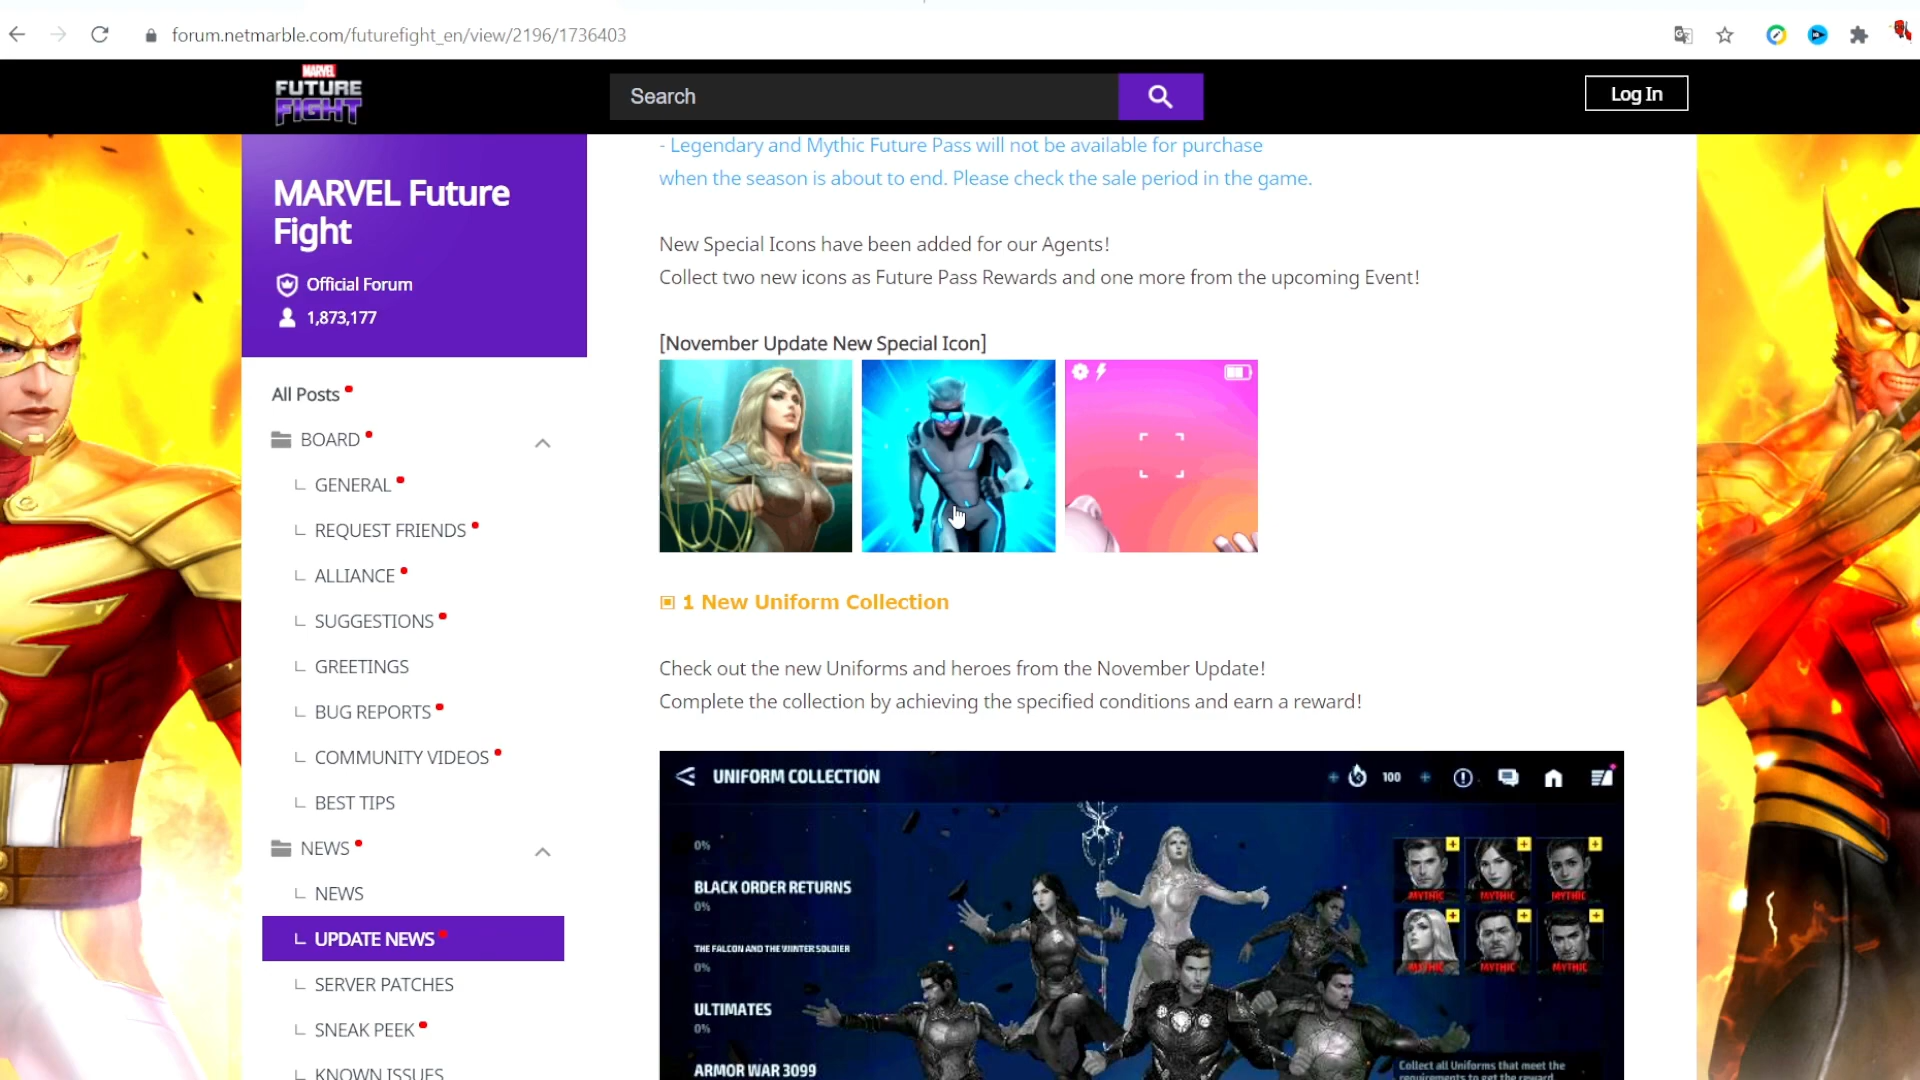 forum.netmarble.com/futurefight_en/view/2196/1736403
MARVEL
FUTURE
FIGHT
Search
Log In
MARVEL Future
Fight
Official Forum
1,873,177
All Posts
BOARD
GENERAL
REQUEST FRIENDS
ALLIANCE
SUGGESTIONS
GREETINGS
BUG REPORTS
COMMUNITY VIDEOS
BEST TIPS
NEWS
NEWS
UPDATE NEWS
SERVER PATCHES
SNEAK PEEK
KNOWN ISSUES
- Legendary and Mythic Future Pass will not be available for purchase
when the season is about to end. Please check the sale period in the game.
New Special Icons have been added for our Agents!
Collect two new icons as Future Pass Rewards and one more from the upcoming Event!
[November Update New Special Icon]
▣ 1 New Uniform Collection
Check out the new Uniforms and heroes from the November Update!
Complete the collection by achieving the specified conditions and earn a reward!
UNIFORM COLLECTION
100
0%
BLACK ORDER RETURNS
0%
THE FALCON AND THE WINTER SOLDIER
0%
ULTIMATES
0%
ARMOR WAR 3099
MYTHIC MYTHIC MYTHIC
MYTHIC MYTHIC MYTHIC
Collect all Uniforms that meet the
requirements to get the reward